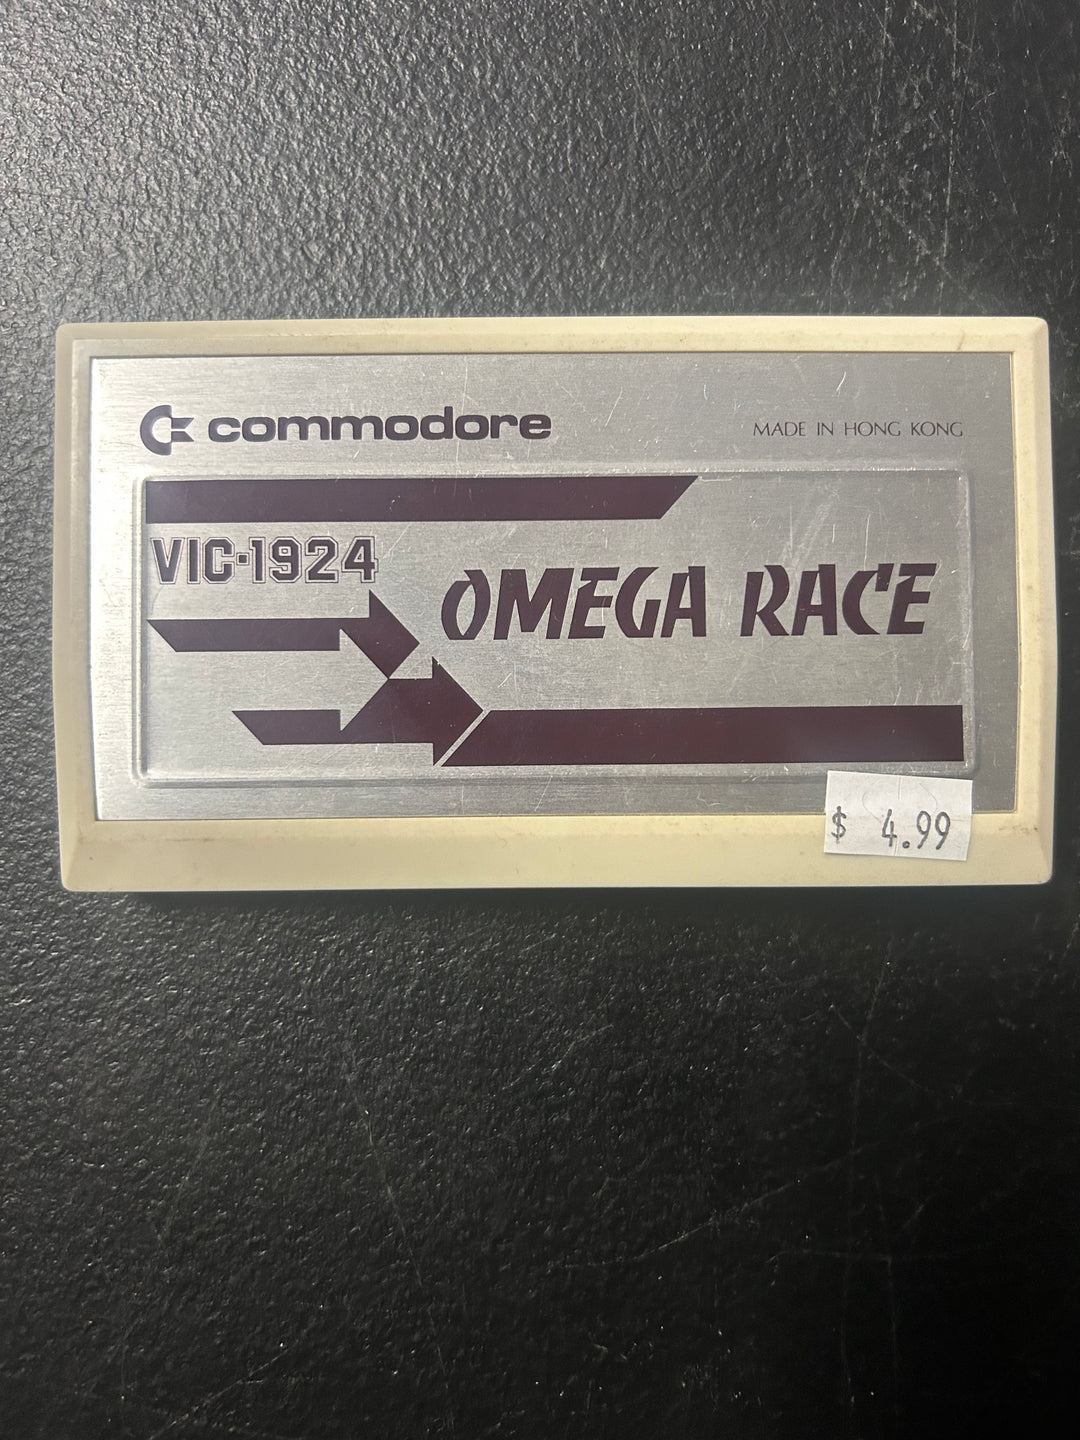 commodore
MADE IN HONG KONG
VIC-1924
OMEGA RACE
$ 4.99